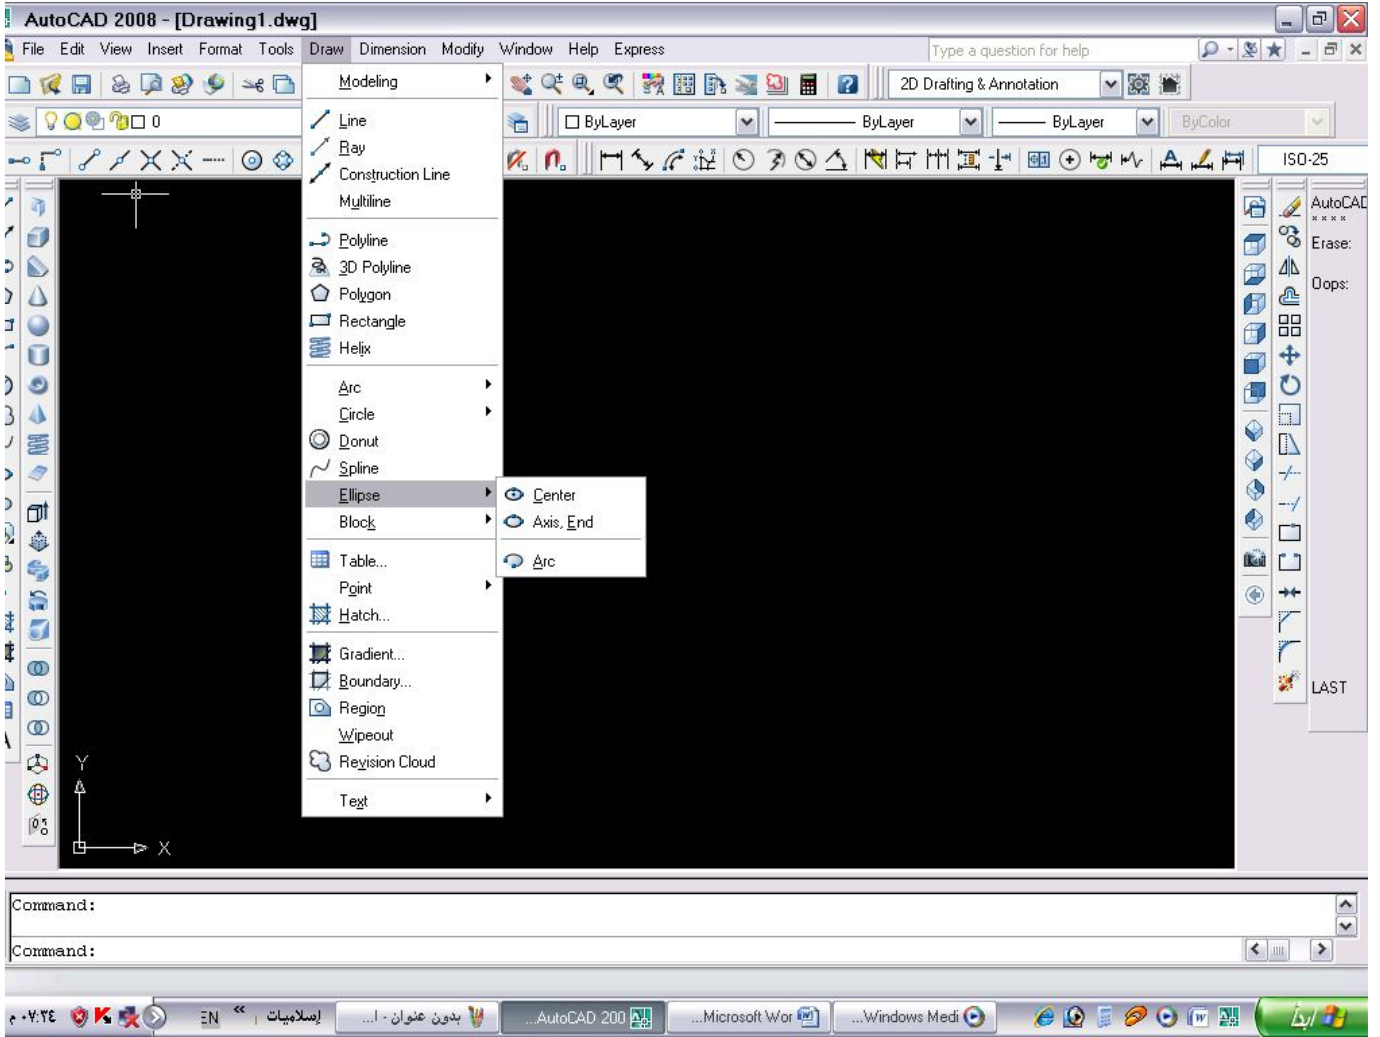 AutoCAD 2008 - [Drawing1.dwg]
File Edit View Insert Format Tools Draw Dimension Modify Window Help Express
Type a question for help
2D Drafting & Annotation
0
ByLayer
ByLayer
ByLayer
ByColor
ISO-25
Modeling
Line
Ray
Construction Line
Multiline
Polyline
3D Polyline
Polygon
Rectangle
Helix
Arc
Circle
Donut
Spline
Ellipse
Block
Table...
Point
Hatch...
Gradient...
Boundary...
Region
Wipeout
Revision Cloud
Text
Center
Axis, End
Arc
AutoCAD
* * * *
Erase:
Oops:
LAST
Y
X
Command:
Command:
ابدأ
...Windows Medi
...Microsoft Wor
...AutoCAD 200
بدون عنوان - ا...
إسلاميات
EN
٠٧:٣٤ م